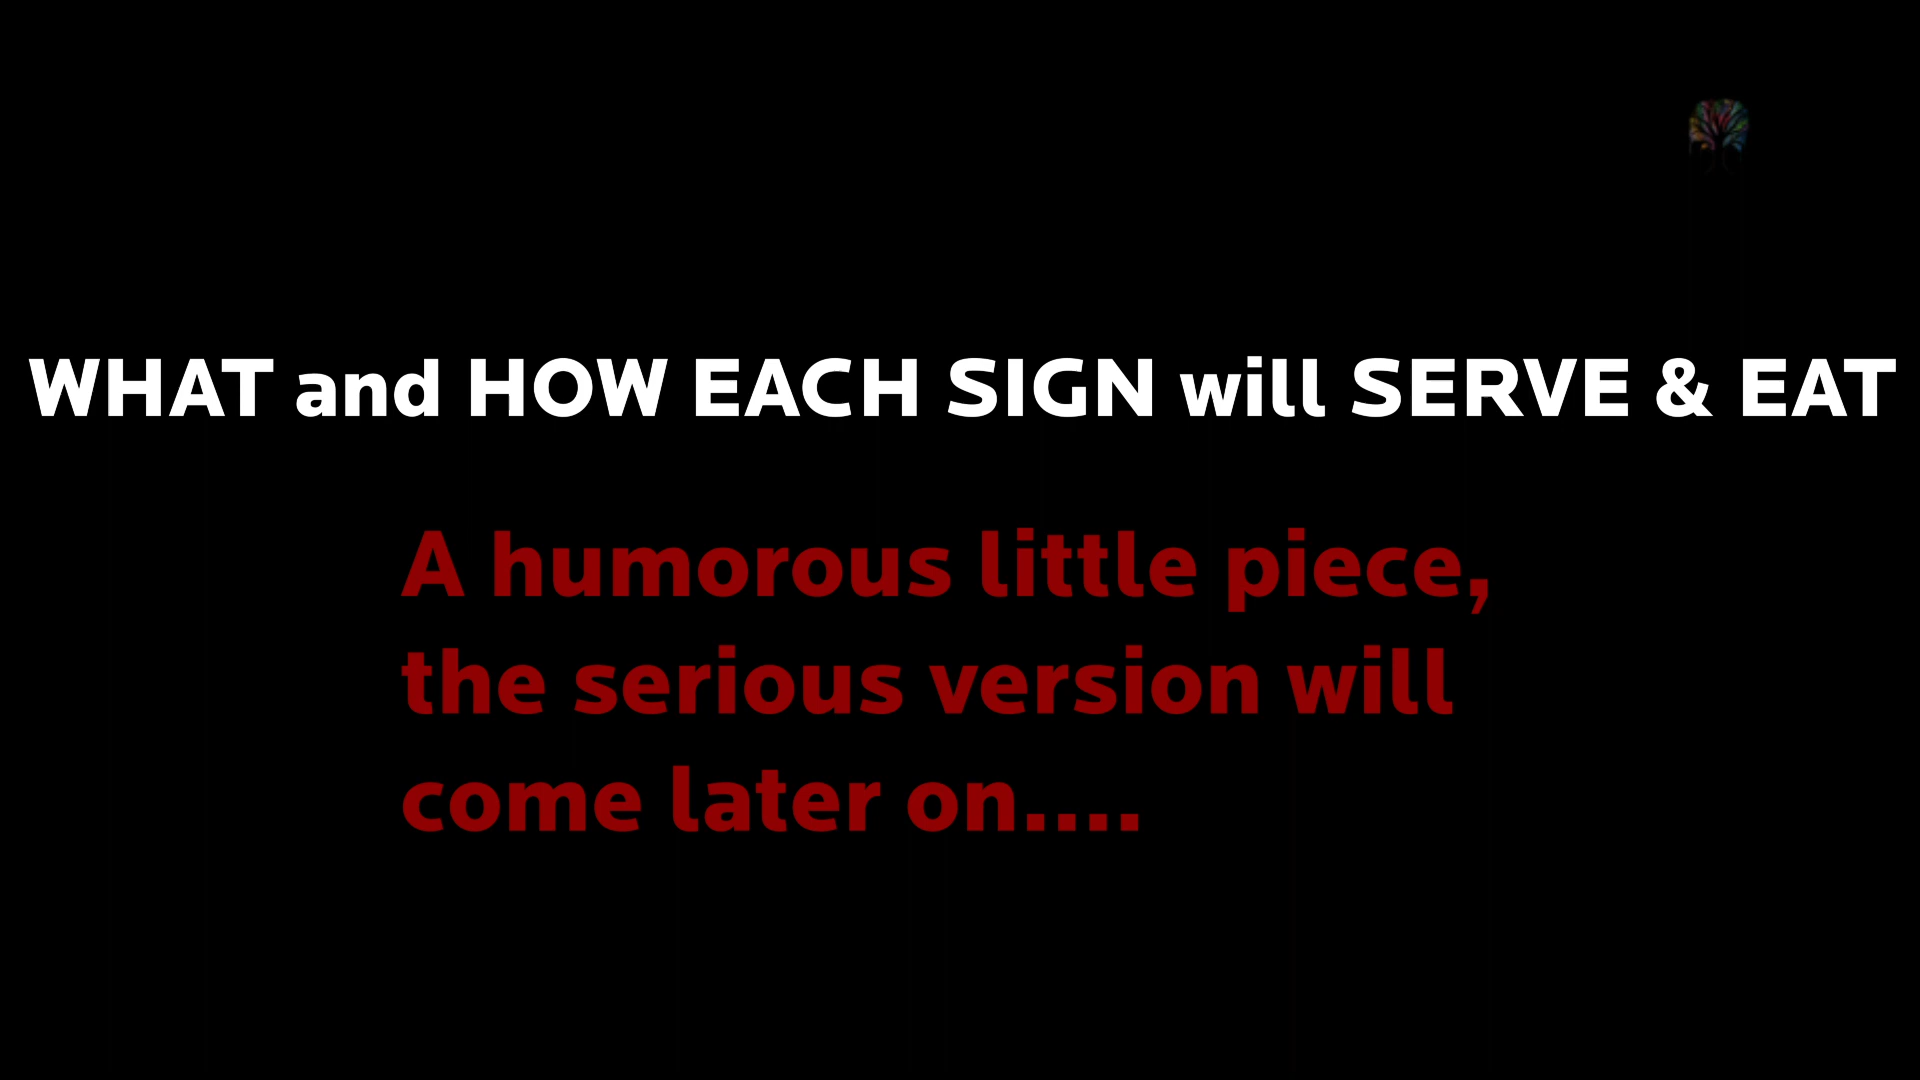 WHAT and HOW EACH SIGN will SERVE & EAT
A humorous little piece,
the serious version will
come later on....